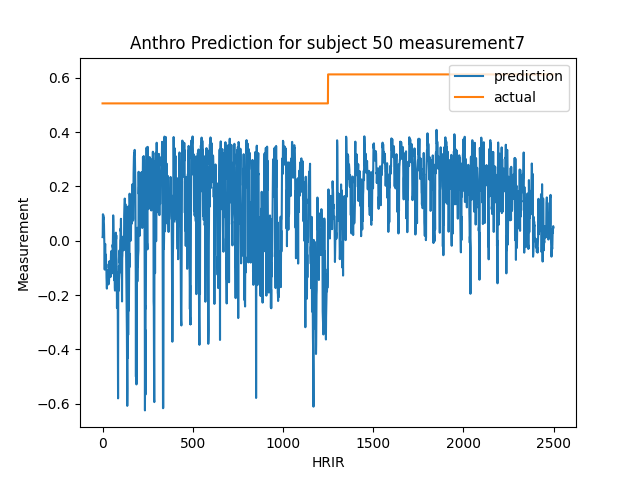 Anthro Prediction for subject 50 measurement7
prediction
actual
Measurement
0.6
0.4
0.2
0.0
−0.2
−0.4
−0.6
0
500
1000
1500
2000
2500
HRIR